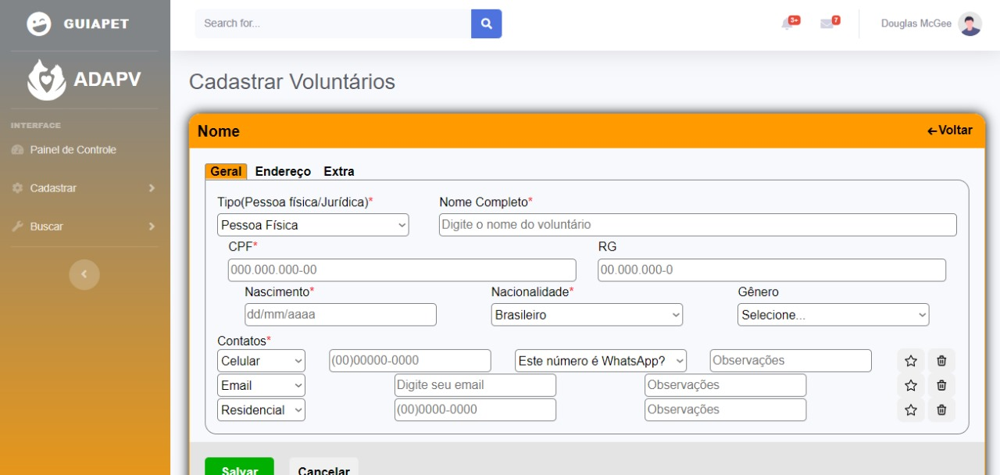 GUIAPET
Search for...
3+
7
Douglas McGee
ADAPV
Cadastrar Voluntários
INTERFACE
Painel de Controle
Cadastrar
Buscar
Nome
←Voltar
Geral Endereço Extra
Tipo(Pessoa física/Jurídica)* Nome Completo*
Pessoa Física Digite o nome do voluntário
CPF* RG
000.000.000-00 00.000.000-0
Nascimento* Nacionalidade* Gênero
dd/mm/aaaa Brasileiro Selecione...
Contatos*
Celular (00)00000-0000 Este número é WhatsApp? Observações
Email Digite seu email Observações
Residencial (00)0000-0000 Observações
Salvar Cancelar